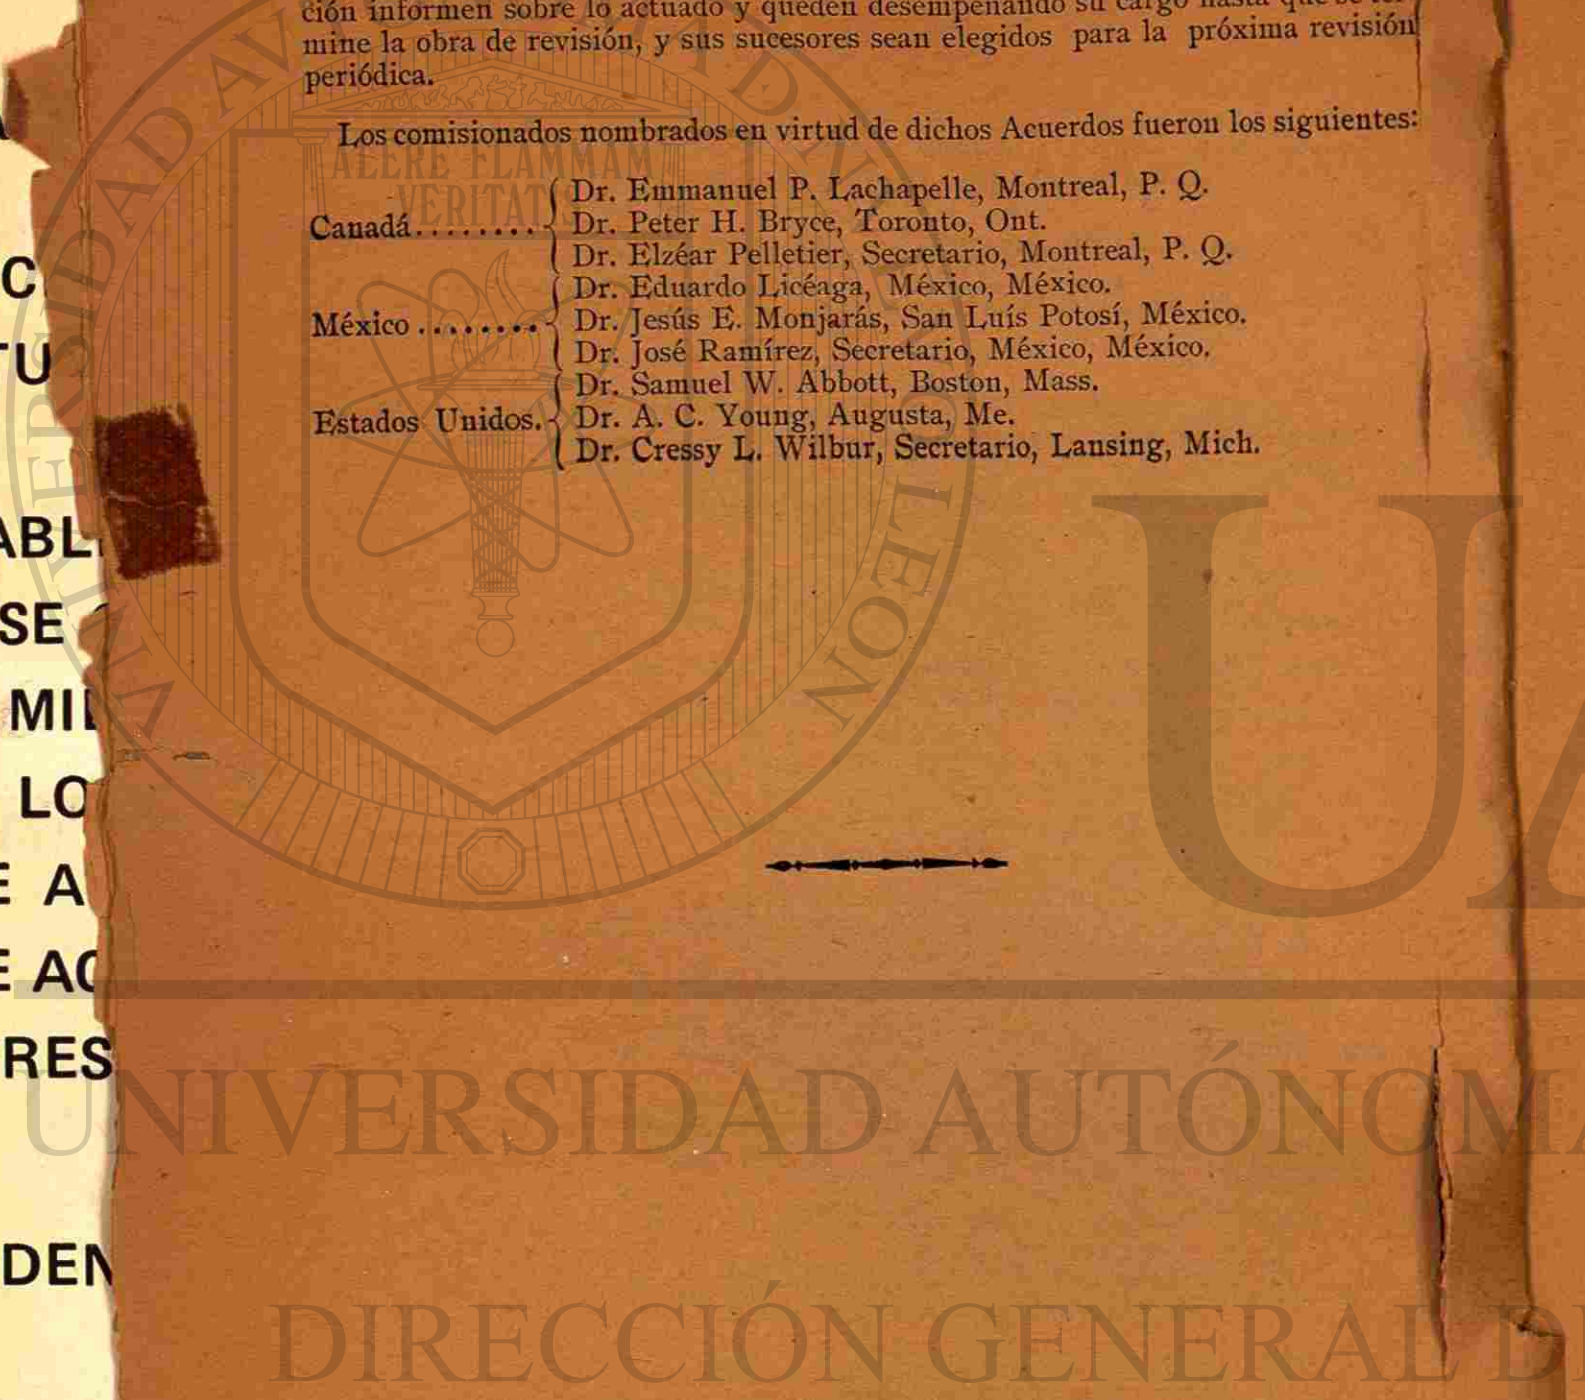 ción informen sobre lo actuado y queden desempeñando su cargo hasta que se ter-
mine la obra de revisión, y sus sucesores sean elegidos para la próxima revisión
periódica.
Los comisionados nombrados en virtud de dichos Acuerdos fueron los siguientes:
Dr. Emmanuel P. Lachapelle, Montreal, P. Q.
Canadá........ Dr. Peter H. Bryce, Toronto, Ont.
Dr. Elzéar Pelletier, Secretario, Montreal, P. Q.
Dr. Eduardo Licéaga, México, México.
México ........ Dr. Jesús E. Monjarás, San Luís Potosí, México.
Dr. José Ramírez, Secretario, México, México.
Dr. Samuel W. Abbott, Boston, Mass.
Estados Unidos. Dr. A. C. Young, Augusta, Me.
Dr. Cressy L. Wilbur, Secretario, Lansing, Mich.
ALERE FLAMMAM
VERITATIS
C
TU
ABL
SE
MIL
LO
E A
E AC
RES
DEN
UA
UNIVERSIDAD AUTÓNOMA
DIRECCIÓN GENERAL DE